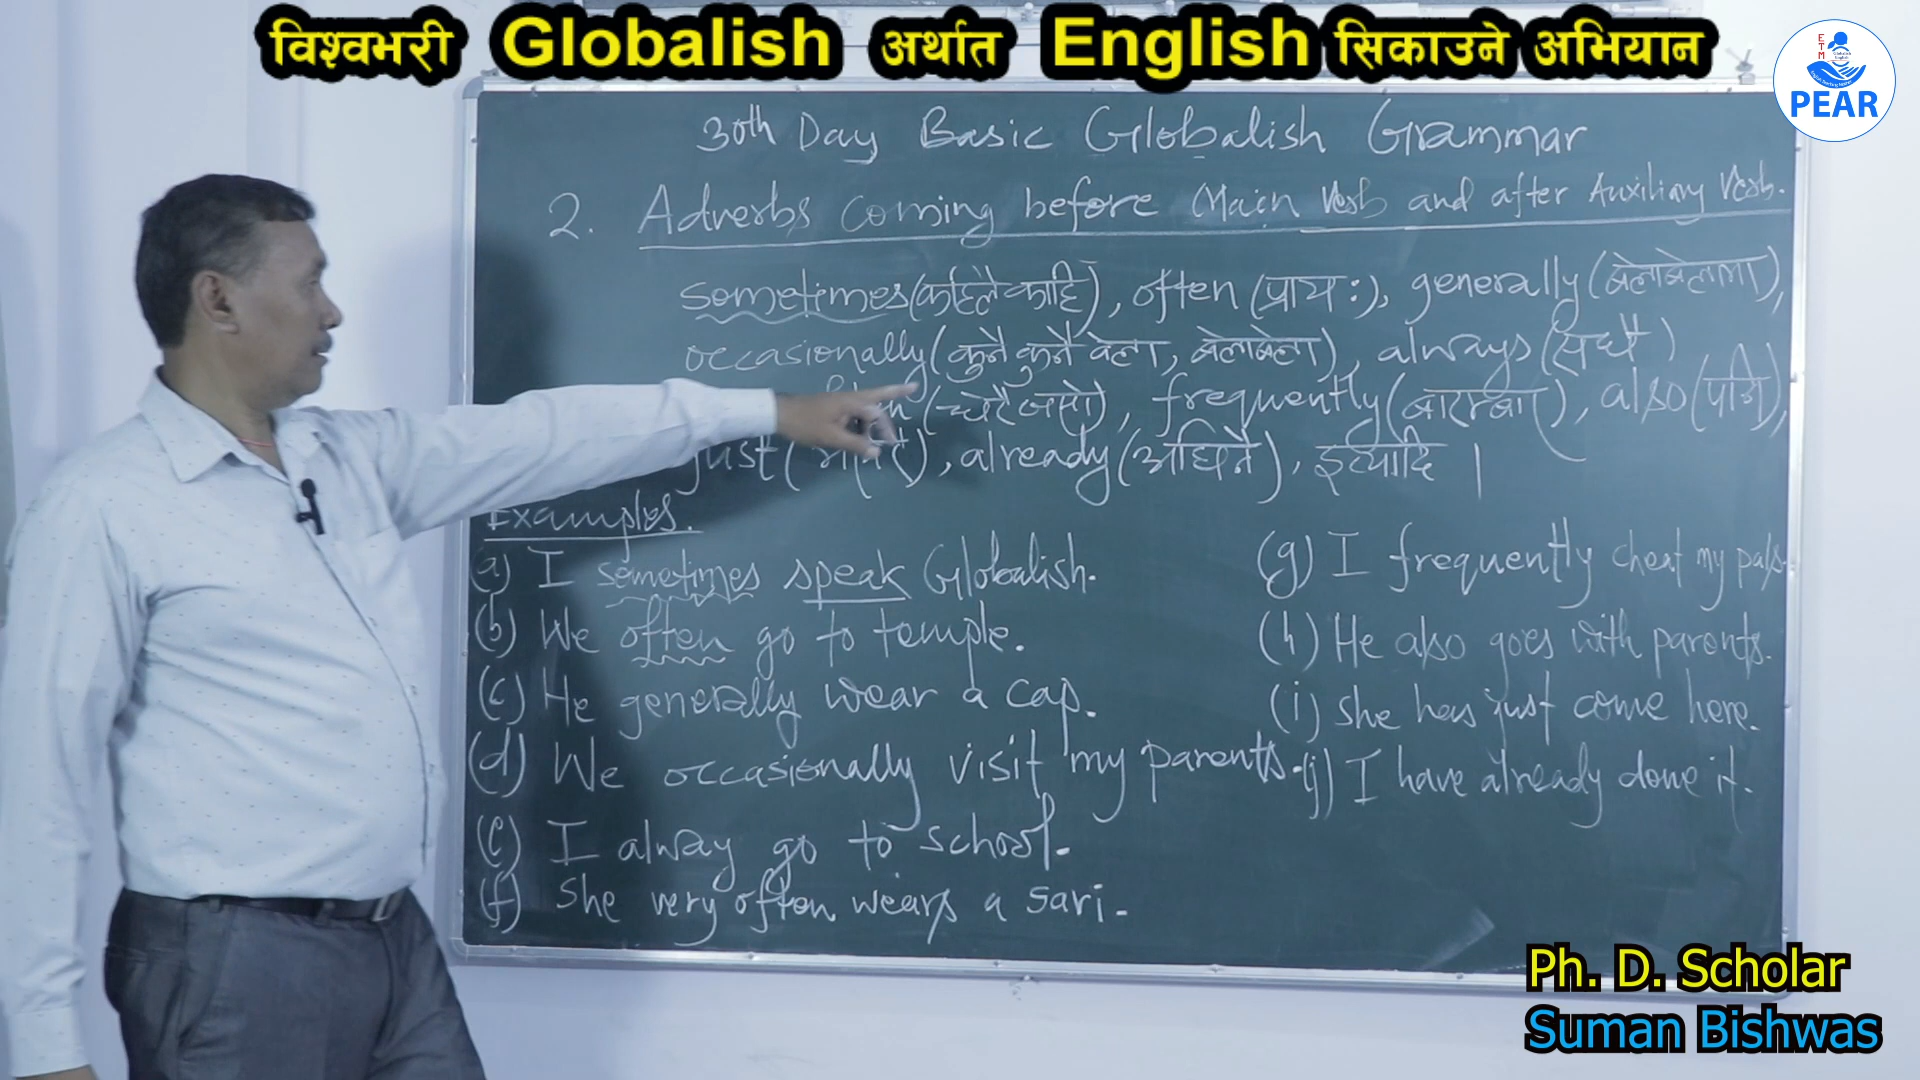 विश्वभरी Globalish अर्थात English सिकाउने अभियान
ETM
PEAR
30th Day Basic Globalish Grammar
2. Adverbs coming before Main Verb and after Auxiliary Verb.
sometimes (कहिलेकाहि), often (प्रायः), generally (बेलाबेलामा),
occasionally (कुनै कुनै वेला, बेलाबेला), always (सधैं)
(धेरैजसो), frequently (बारम्बार), also (पनि),
just ( ), already (अघिनै), इत्यादि ।
Examples.
(a) I sometimes speak Globalish.
(b) We often go to temple.
(c) He generally wear a cap.
(d) We occasionally visit my parents.
(e) I alway go to school.
(f) She very often wears a sari.
(g) I frequently cheat my pals.
(h) He also goes with parents.
(i) She has just come here.
(j) I have already done it.
Ph. D. Scholar
Suman Bishwas